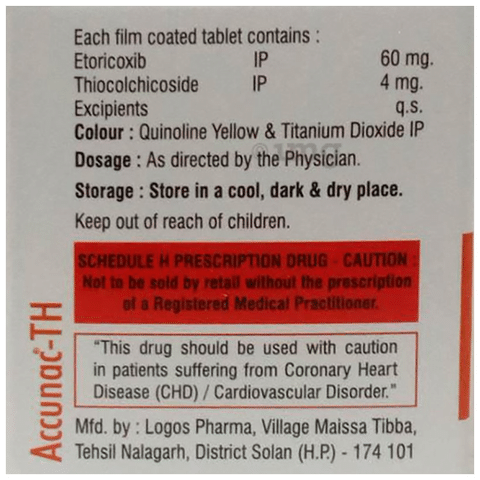 Each film coated tablet contains :
Etoricoxib IP 60 mg.
Thiocolchicoside IP 4 mg.
Excipients q.s.
Colour : Quinoline Yellow & Titanium Dioxide IP
Dosage : As directed by the Physician.
Storage : Store in a cool, dark & dry place.
Keep out of reach of children.
SCHEDULE H PRESCRIPTION DRUG - CAUTION :
Not to be sold by retail without the prescription
of a Registered Medical Practitioner.
"This drug should be used with caution
in patients suffering from Coronary Heart
Disease (CHD) / Cardiovascular Disorder."
Mfd. by : Logos Pharma, Village Maissa Tibba,
Tehsil Nalagarh, District Solan (H.P.) - 174 101
Accunac-TH
1mg